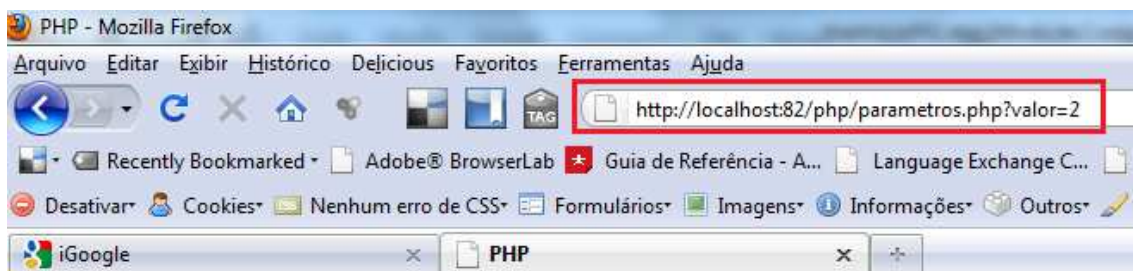 PHP - Mozilla Firefox
Arquivo Editar Exibir Histórico Delicious Favoritos Ferramentas Ajuda
TAG http://localhost:82/php/parametros.php?valor=2
Recently Bookmarked Adobe® BrowserLab Guia de Referência - A... Language Exchange C...
Desativar Cookies Nenhum erro de CSS Formulários Imagens Informações Outros
iGoogle PHP